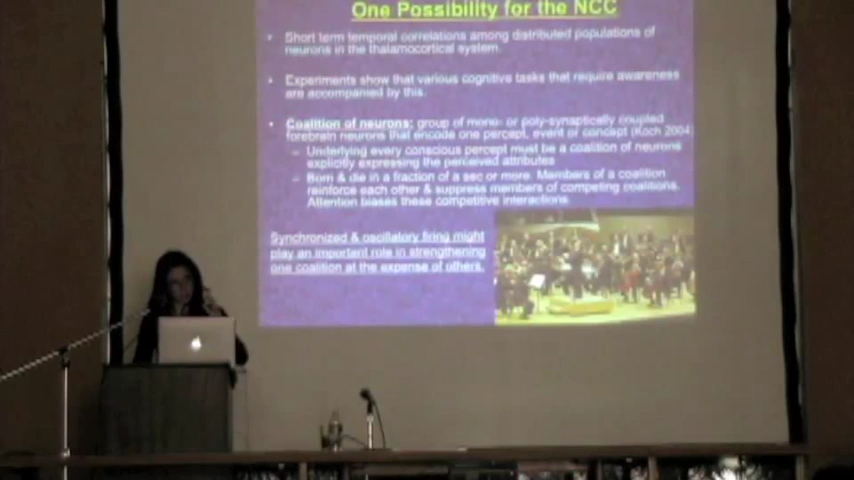 One Possibility for the NCC
• Short term temporal correlations among distributed populations of
neurons in the thalamocortical system.
• Experiments show that various cognitive tasks that require awareness
are accompanied by this.
• Coalition of neurons: group of mono- or poly-synaptically coupled
forebrain neurons that encode one percept, event or concept (Koch 2004
– Underlying every conscious percept must be a coalition of neurons
explicitly expressing the perceived attributes
– Born & die in a fraction of a sec or more. Members of a coalition
reinforce each other & suppress members of competing coalitions.
Attention biases these competitive interactions.
Synchronized & oscillatory firing might
play an important role in strengthening
one coalition at the expense of others.